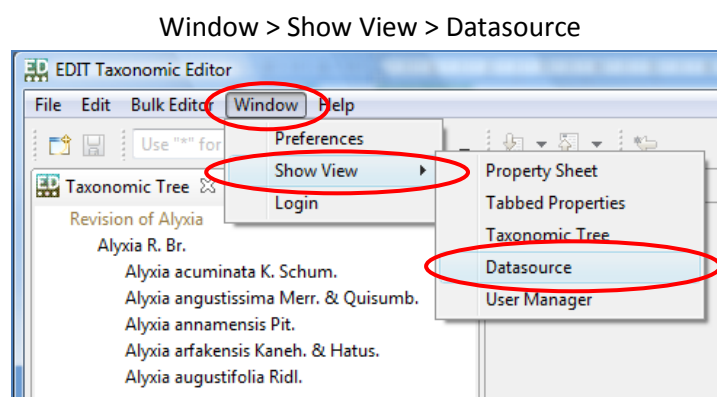 Window > Show View > Datasource
ED EDIT Taxonomic Editor
File Edit Bulk Editor Window Help
Use "*" for
Preferences
Show View
Login
Property Sheet
Tabbed Properties
Taxonomic Tree
Datasource
User Manager
ED Taxonomic Tree
Revision of Alyxia
Alyxia R. Br.
Alyxia acuminata K. Schum.
Alyxia angustissima Merr. & Quisumb.
Alyxia annamensis Pit.
Alyxia arfakensis Kaneh. & Hatus.
Alyxia augustifolia Ridl.